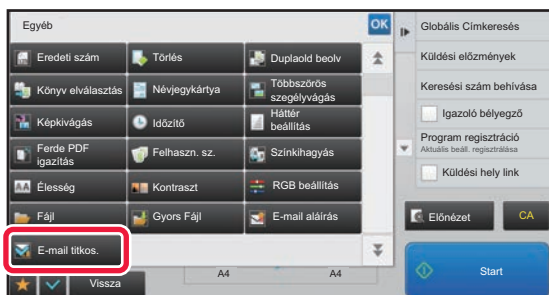 Egyéb
OK
Eredeti szám
Törlés
Duplaold beolv
Könyv elválasztás
Névjegykártya
Többszörös
szegélyvágás
Képkivágás
Időzítő
Háttér
beállítás
Ferde PDF
igazítás
Felhaszn. sz.
Színkihagyás
AA Élesség
Kontraszt
RGB beállítás
Fájl
Gyors Fájl
E-mail aláírás
E-mail titkos.
Vissza
A4
A4
Globális Címkeresés
Küldési előzmények
Keresési szám behívása
Igazoló bélyegző
Program regisztráció
Aktuális beáll. regisztrálása
Küldési hely link
Előnézet
CA
Start